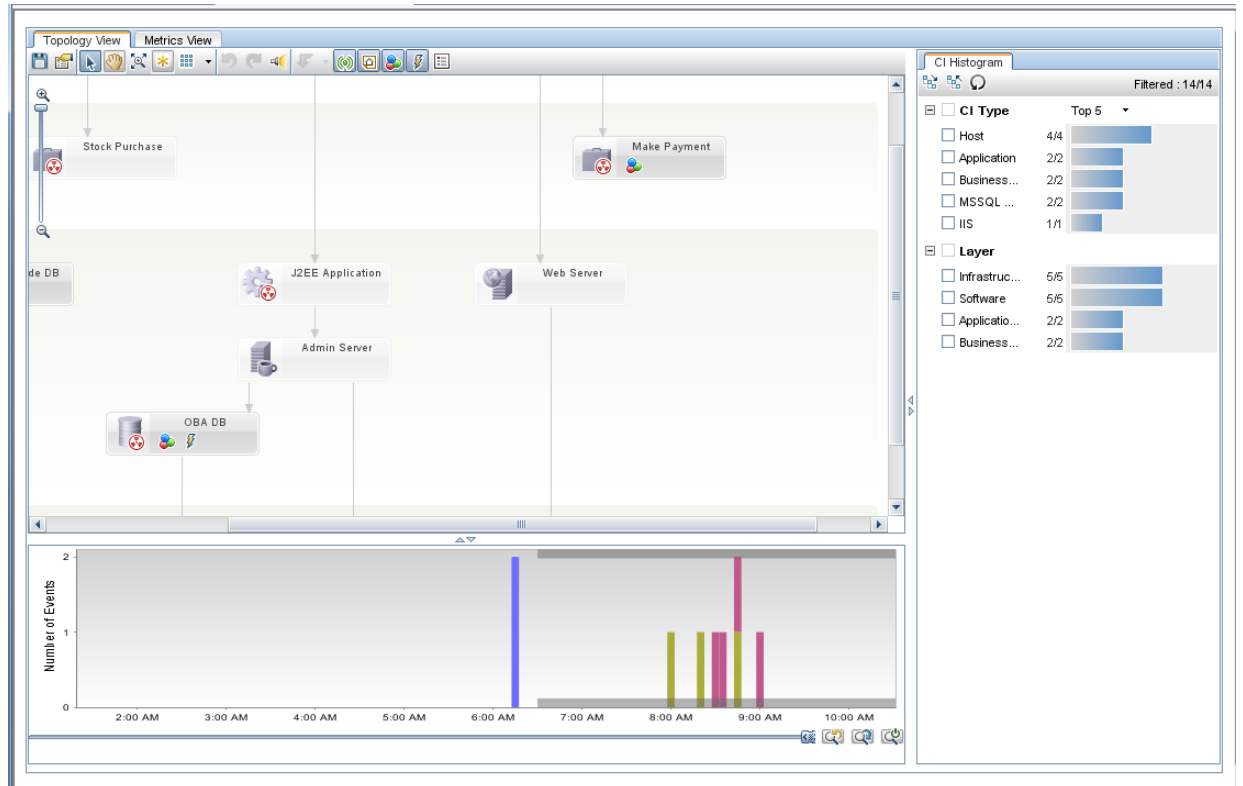 Topology View Metrics View
CI Histogram
Filtered : 14/14
CI Type Top 5
Host 4/4
Application 2/2
Business... 2/2
MSSQL ... 2/2
IIS 1/1
Layer
Infrastruc... 5/5
Software 5/5
Applicatio... 2/2
Business... 2/2
Stock Purchase
Make Payment
de DB
J2EE Application
Web Server
Admin Server
OBA DB
Number of Events
2
1
0
2:00 AM 3:00 AM 4:00 AM 5:00 AM 6:00 AM 7:00 AM 8:00 AM 9:00 AM 10:00 AM